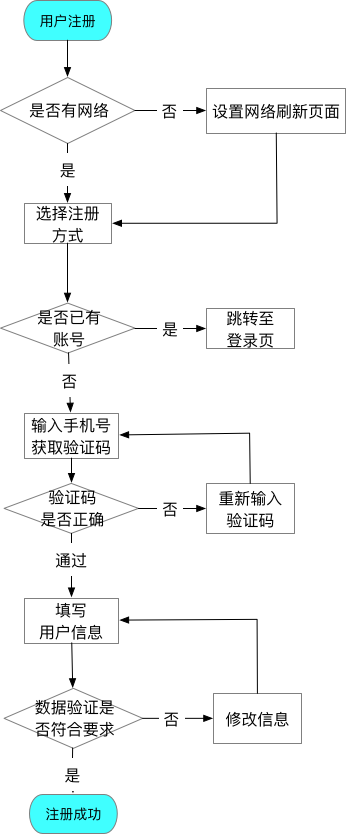 用户注册
是否有网络
否
设置网络刷新页面
是
选择注册
方式
是否已有
账号
是
跳转至
登录页
否
输入手机号
获取验证码
验证码
是否正确
否
重新输入
验证码
通过
填写
用户信息
数据验证是
否符合要求
否
修改信息
是
注册成功